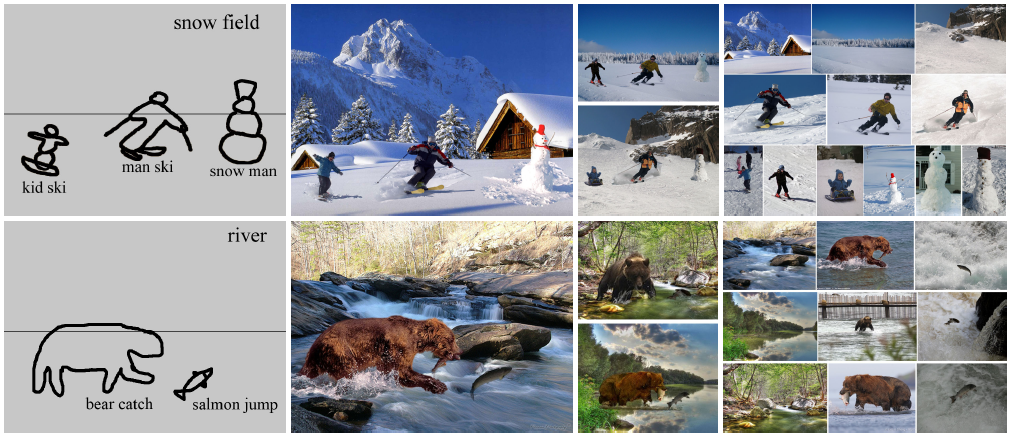 snow field
kid ski
man ski
snow man
river
bear catch
salmon jump